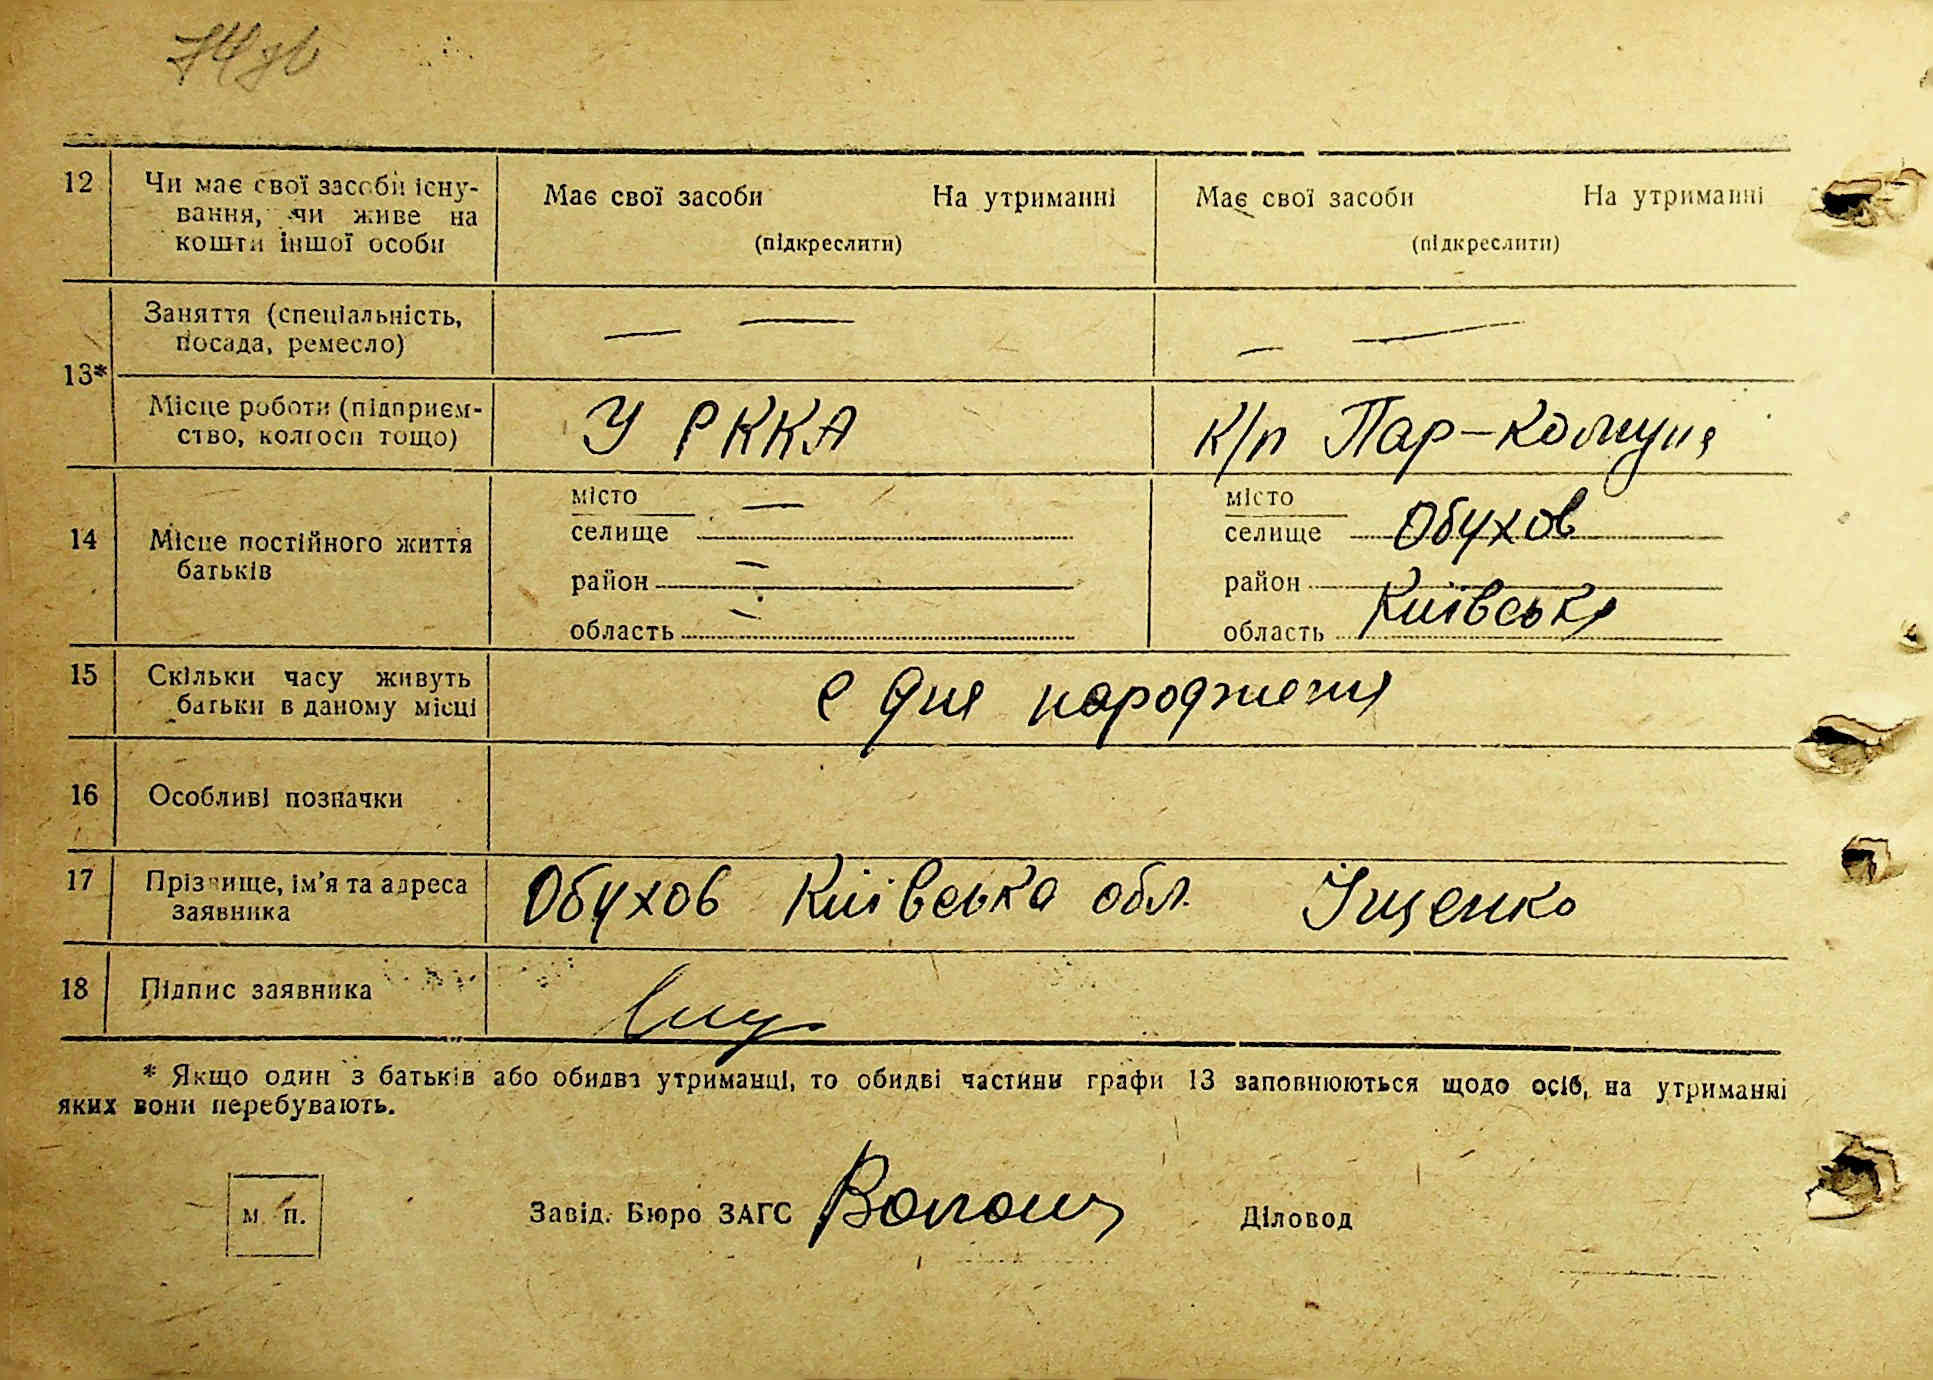 12 Чи має свої засоби існу- Має свої засоби На утриманні Має свої засоби На утриманні
вання, чи живе на
кошти іншої особи (підкреслити) (підкреслити)
Заняття (спеціальність, — — — —
посада, ремесло)
13*
Місце роботи (підприєм- У РККА к/п Пар-комуна
ство, колгосп тощо)
місто — місто
14 селище селище Обухов
Місце постійного життя
батьків
район — район
область — область Київська
15 Скільки часу живуть с дня народження
батьки в даному місці
16 Особливі позначки
17 Прізвище, ім'я та адреса Обухов Київська обл. Іщенко
заявника
18 Підпис заявника
* Якщо один з батьків або обидва утриманці, то обидві частини графи 13 заповнюються щодо осіб, на утриманні
яких вони перебувають.
м. п. Завід. Бюро ЗАГС Діловод